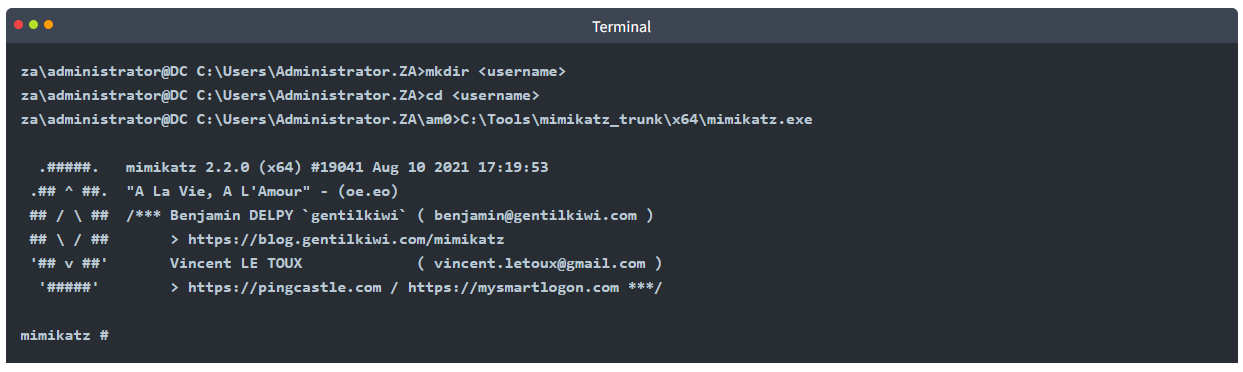 Terminal
za\administrator@DC C:\Users\Administrator.ZA>mkdir <username>
za\administrator@DC C:\Users\Administrator.ZA>cd <username>
za\administrator@DC C:\Users\Administrator.ZA\am0>C:\Tools\mimikatz_trunk\x64\mimikatz.exe
  .#####.   mimikatz 2.2.0 (x64) #19041 Aug 10 2021 17:19:53
 .## ^ ##.  "A La Vie, A L'Amour" - (oe.eo)
 ## / \ ##  /*** Benjamin DELPY `gentilkiwi` ( benjamin@gentilkiwi.com )
 ## \ / ##       > https://blog.gentilkiwi.com/mimikatz
 '## v ##'       Vincent LE TOUX             ( vincent.letoux@gmail.com )
  '#####'        > https://pingcastle.com / https://mysmartlogon.com ***/
mimikatz #